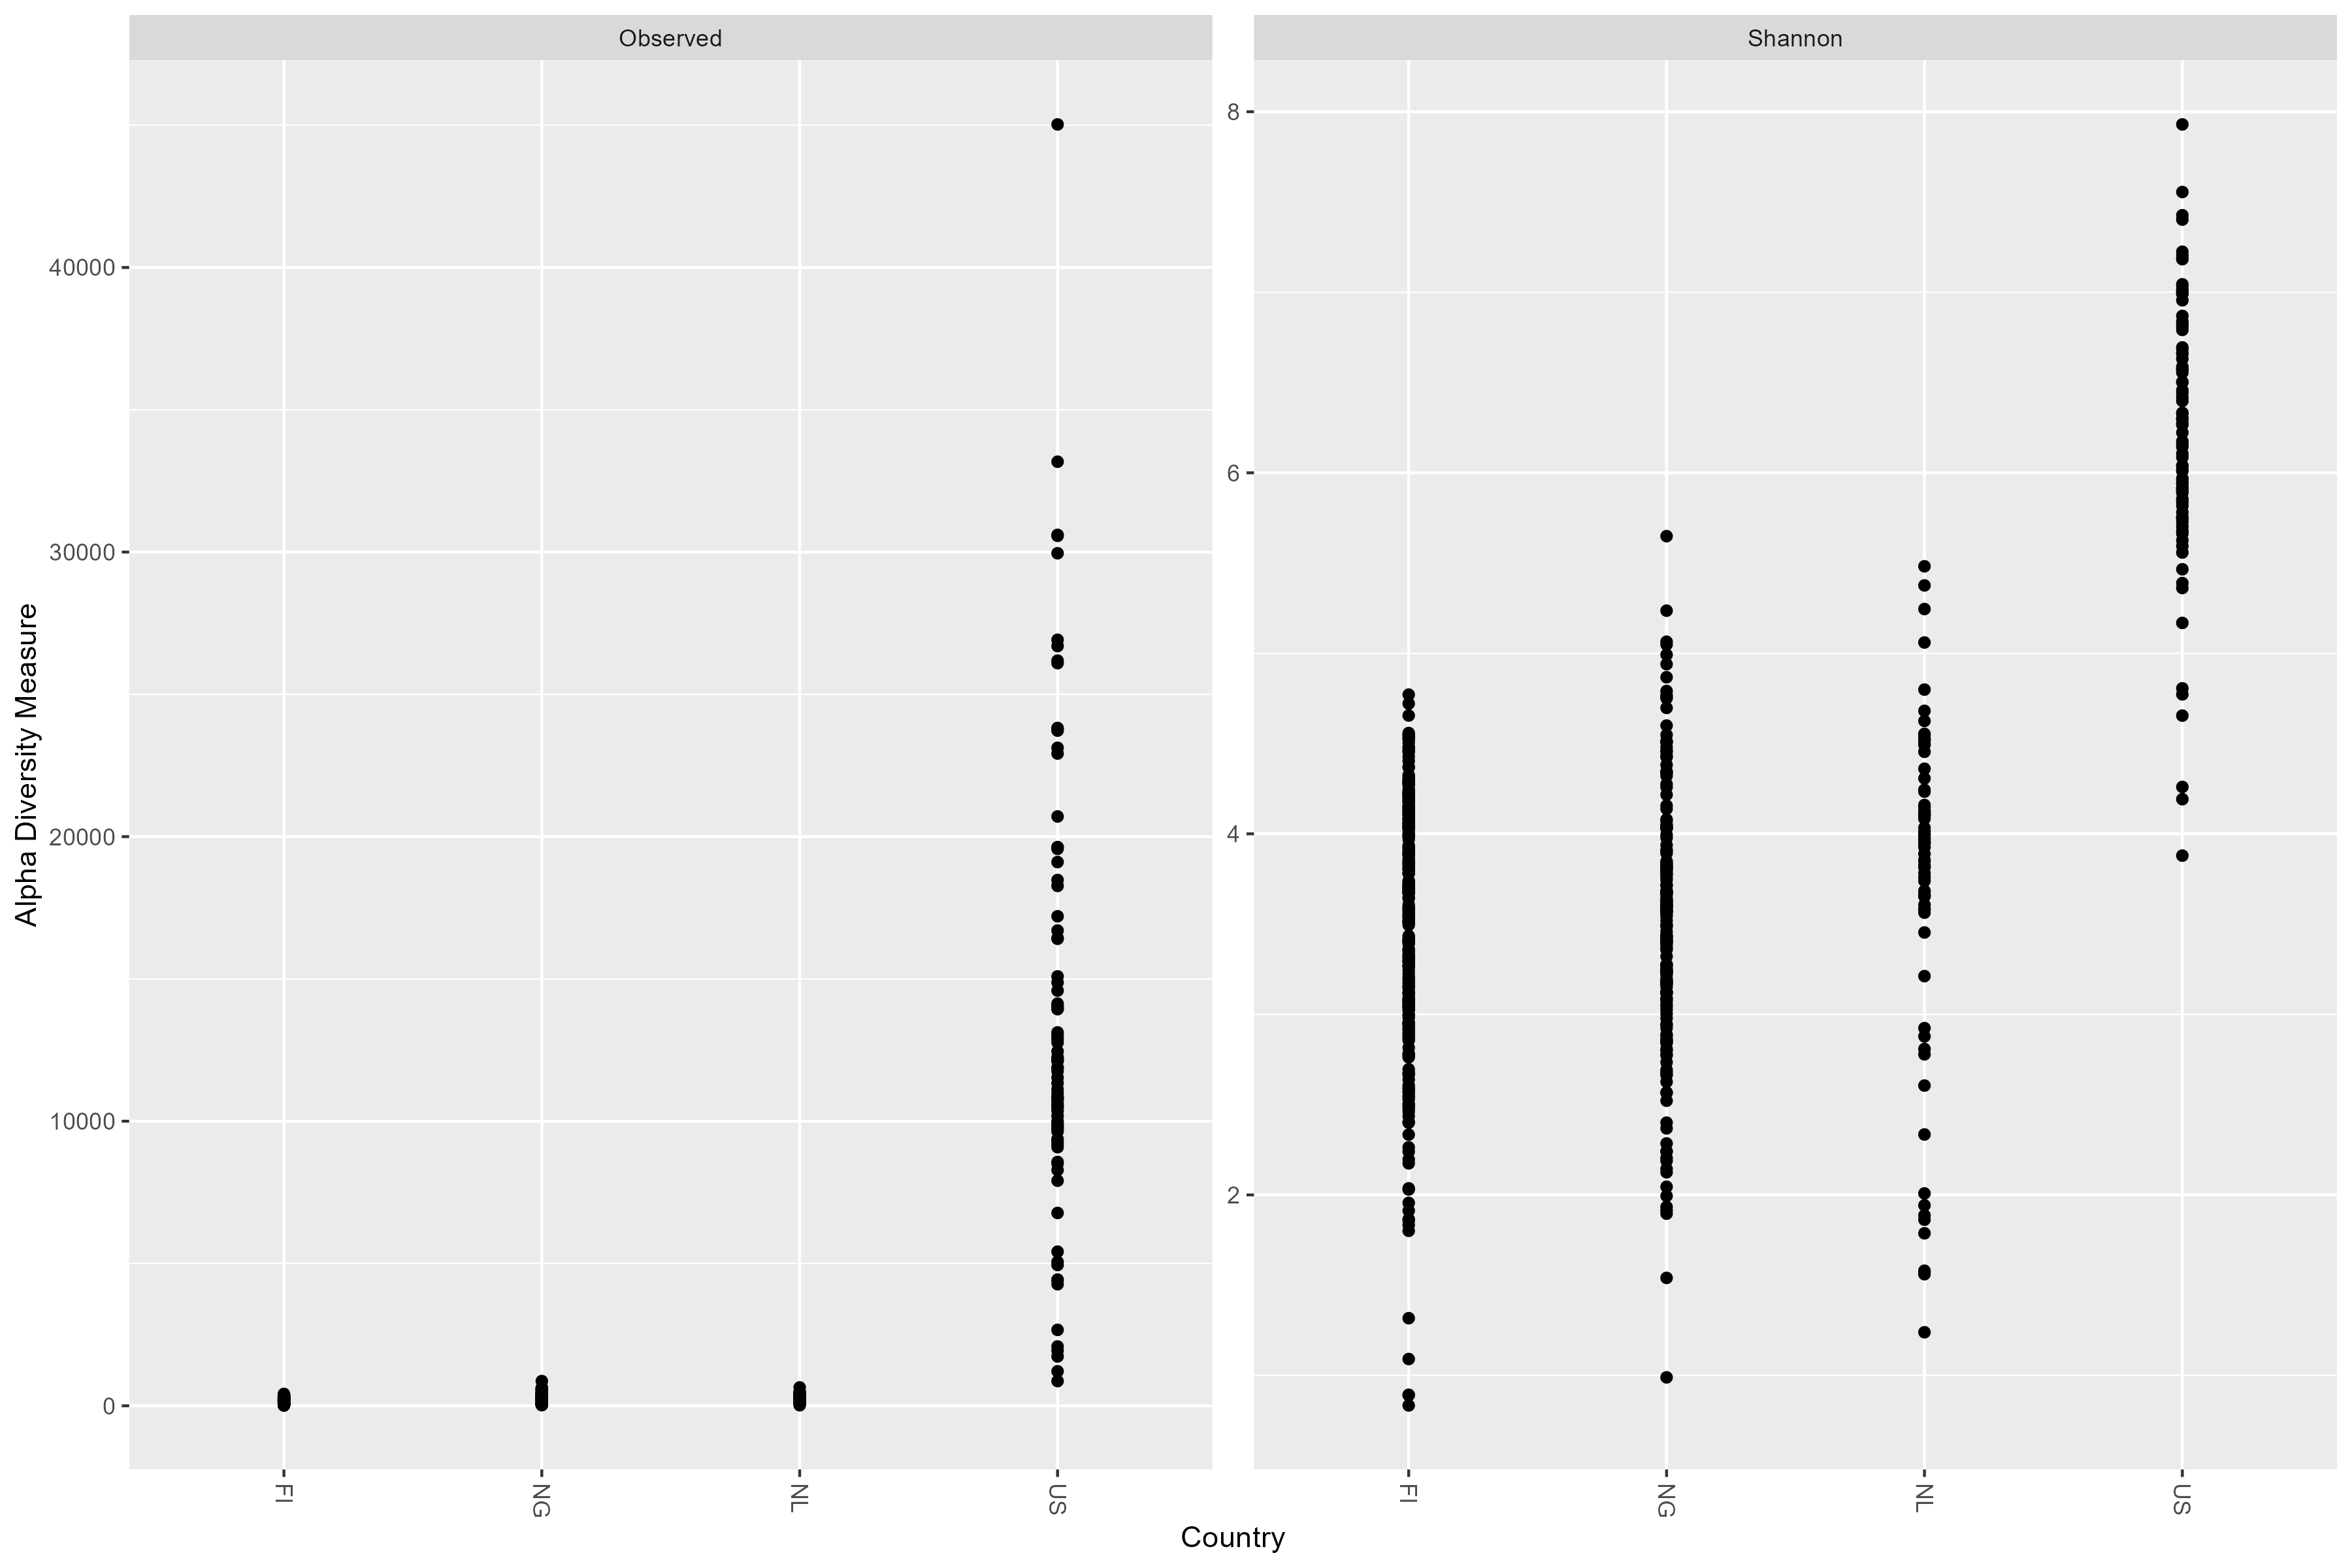 Observed
Shannon
Alpha Diversity Measure
40000
30000
20000
10000
0
8
6
4
2
FI
NG
NL
US
FI
NG
NL
US
Country